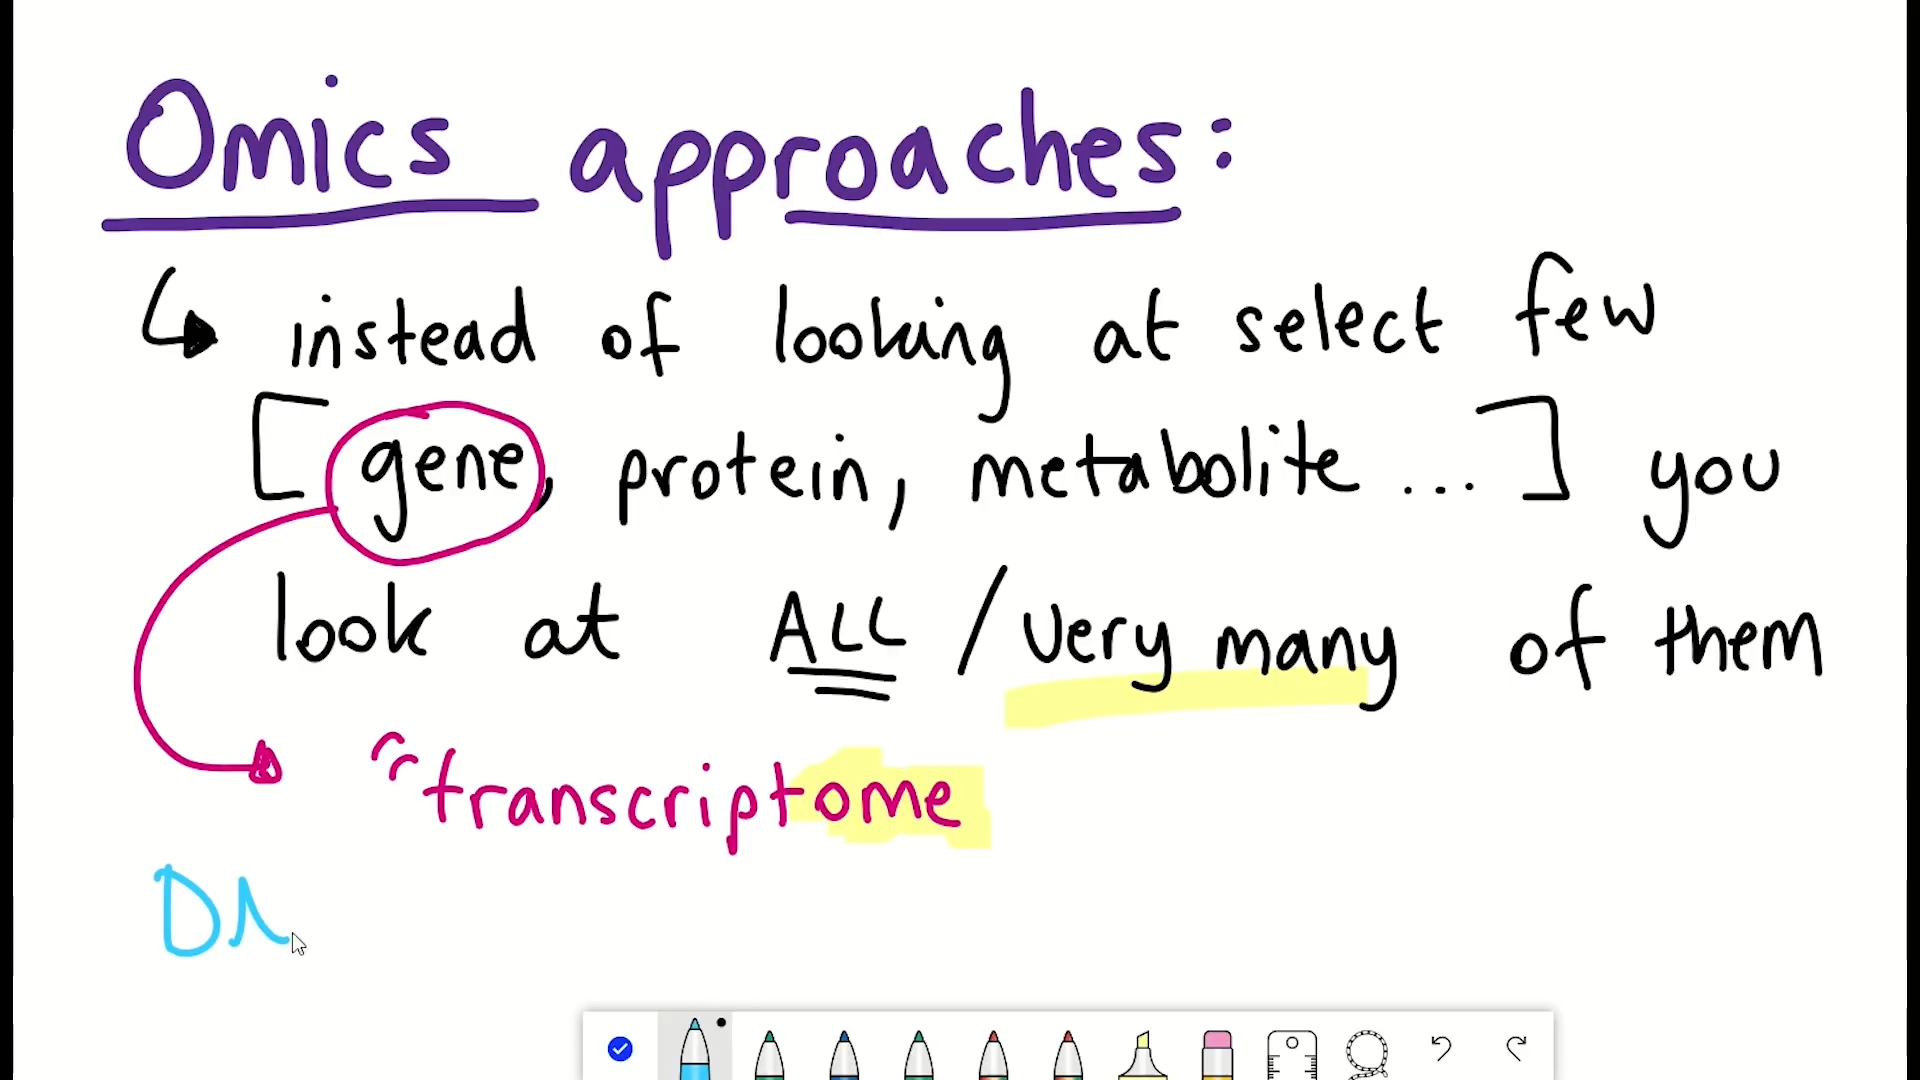 Omics approaches:
instead of looking at select few
[gene, protein, metabolite ...] you
look at ALL / very many of them
"transcriptome
DN